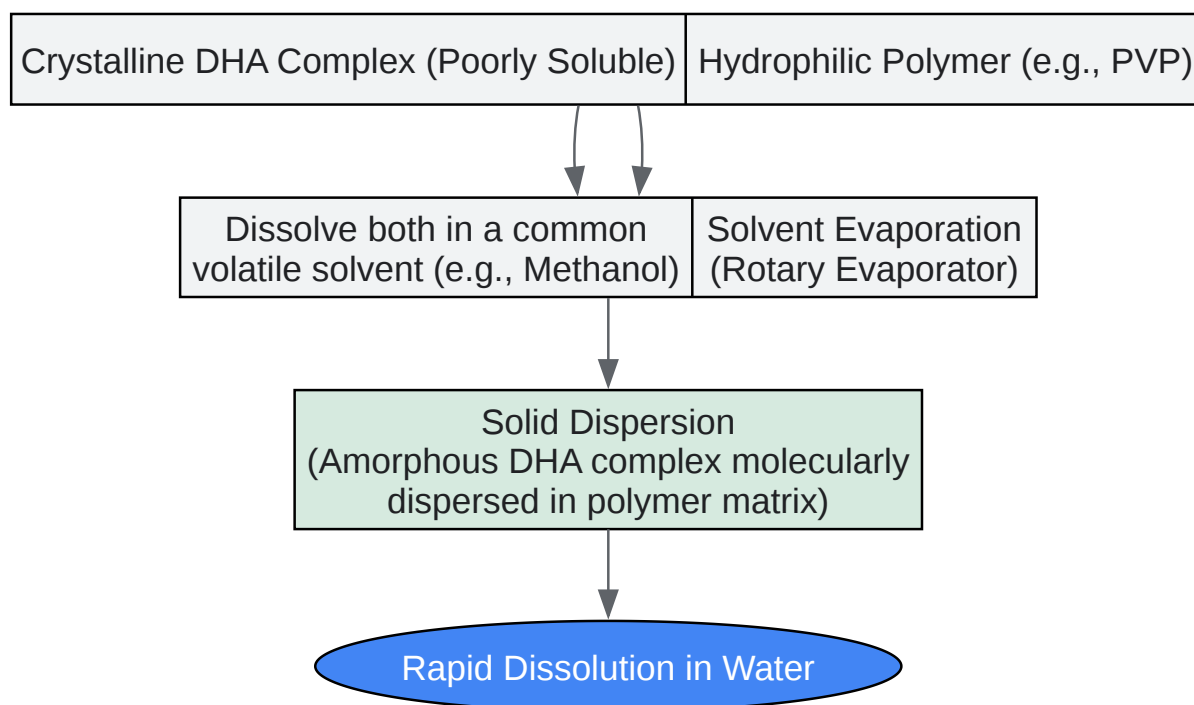 Crystalline DHA Complex (Poorly Soluble)
Hydrophilic Polymer (e.g., PVP)
Dissolve both in a common
volatile solvent (e.g., Methanol)
Solvent Evaporation
(Rotary Evaporator)
Solid Dispersion
(Amorphous DHA complex molecularly
dispersed in polymer matrix)
Rapid Dissolution in Water